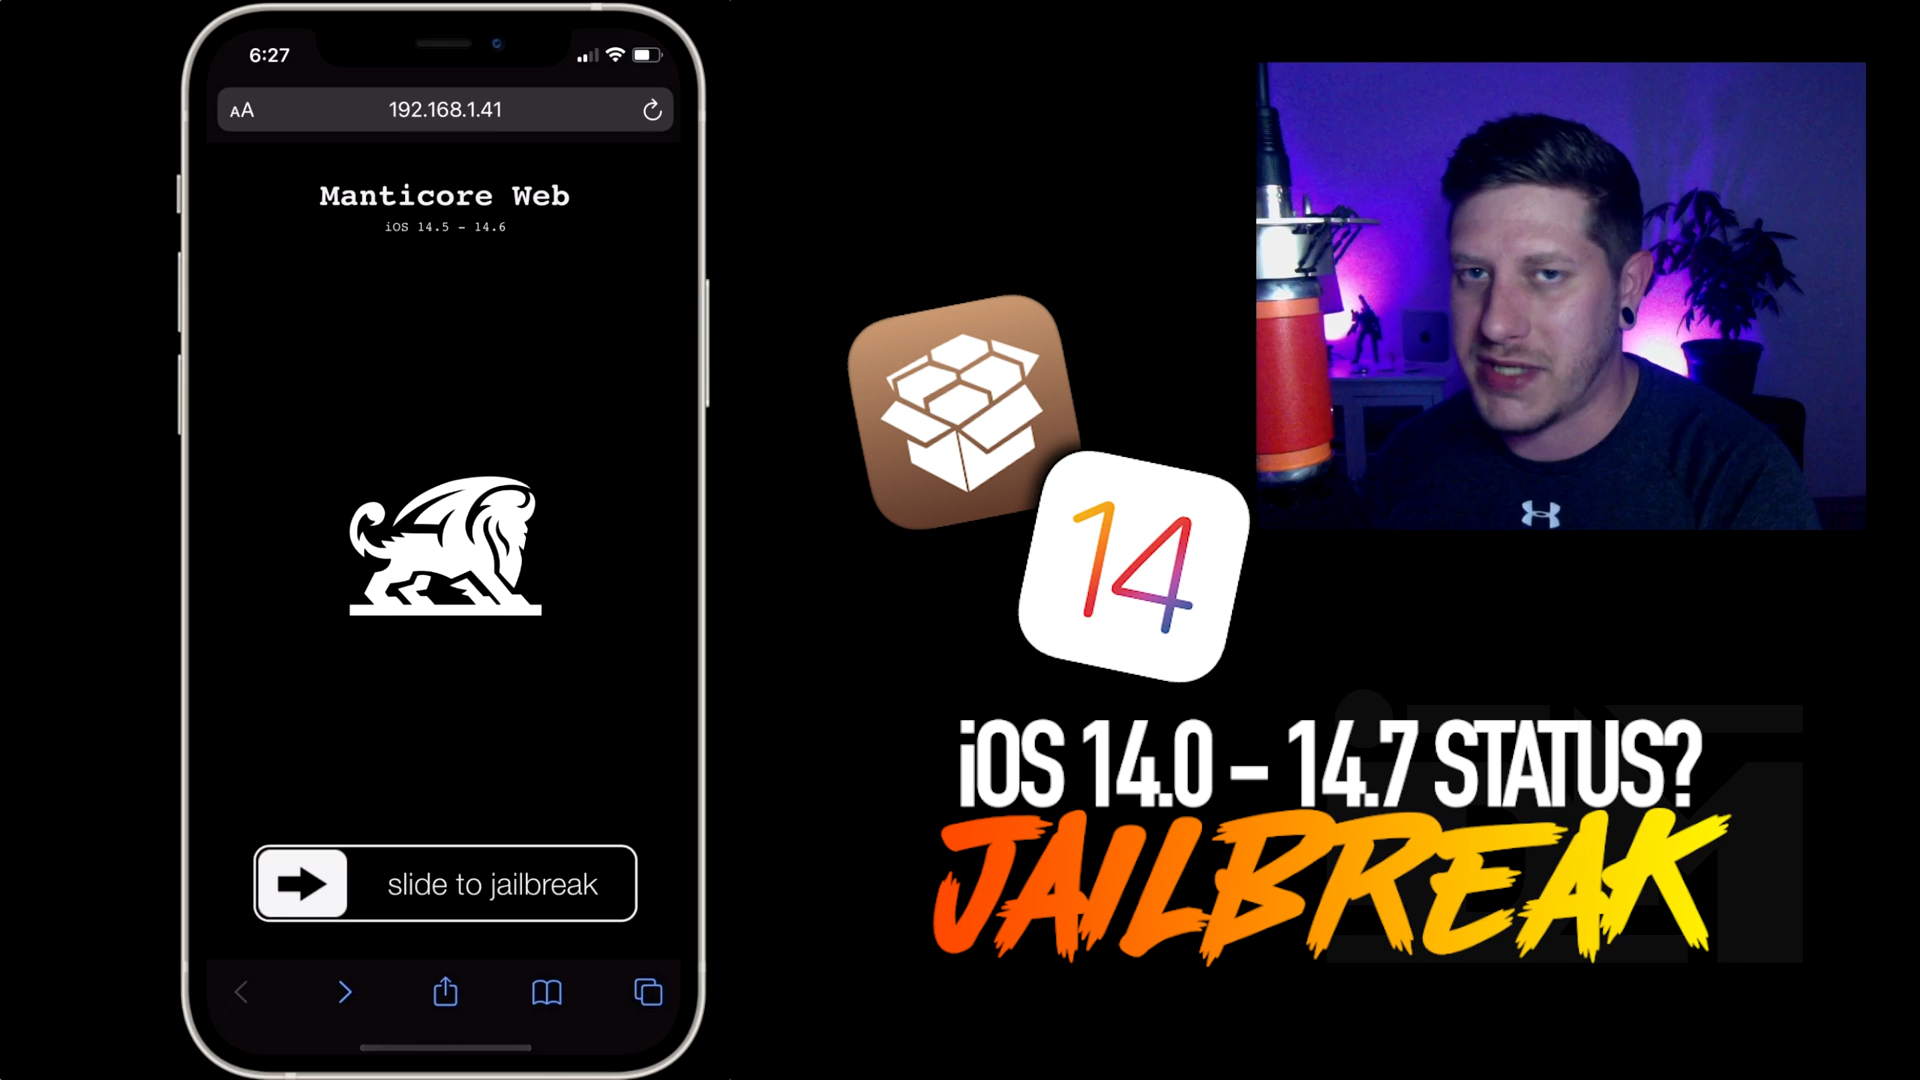 6:27
AA
192.168.1.41
Manticore Web
iOS 14.5 - 14.6
slide to jailbreak
14
iOS 14.0 - 14.7 STATUS?
JAILBREAK